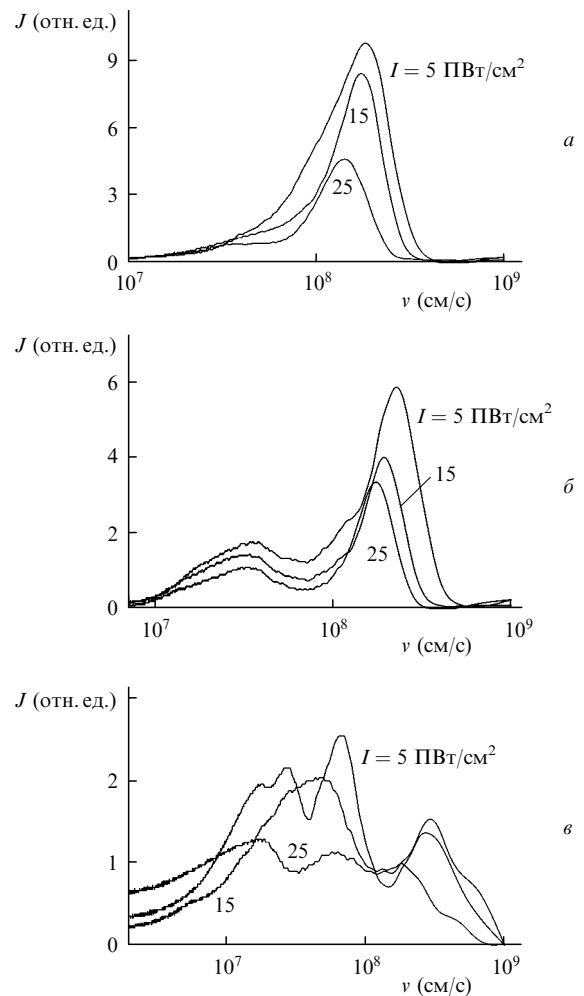 J (отн. ед.)
9
I = 5 ПВт/см²
6
15
а
3
25
0
10⁷
10⁸
10⁹
v (см/с)
J (отн. ед.)
6
I = 5 ПВт/см²
4
15
б
2
25
0
10⁷
10⁸
10⁹
v (см/с)
J (отн. ед.)
I = 5 ПВт/см²
2
в
1
25
15
0
10⁷
10⁸
10⁹
v (см/с)